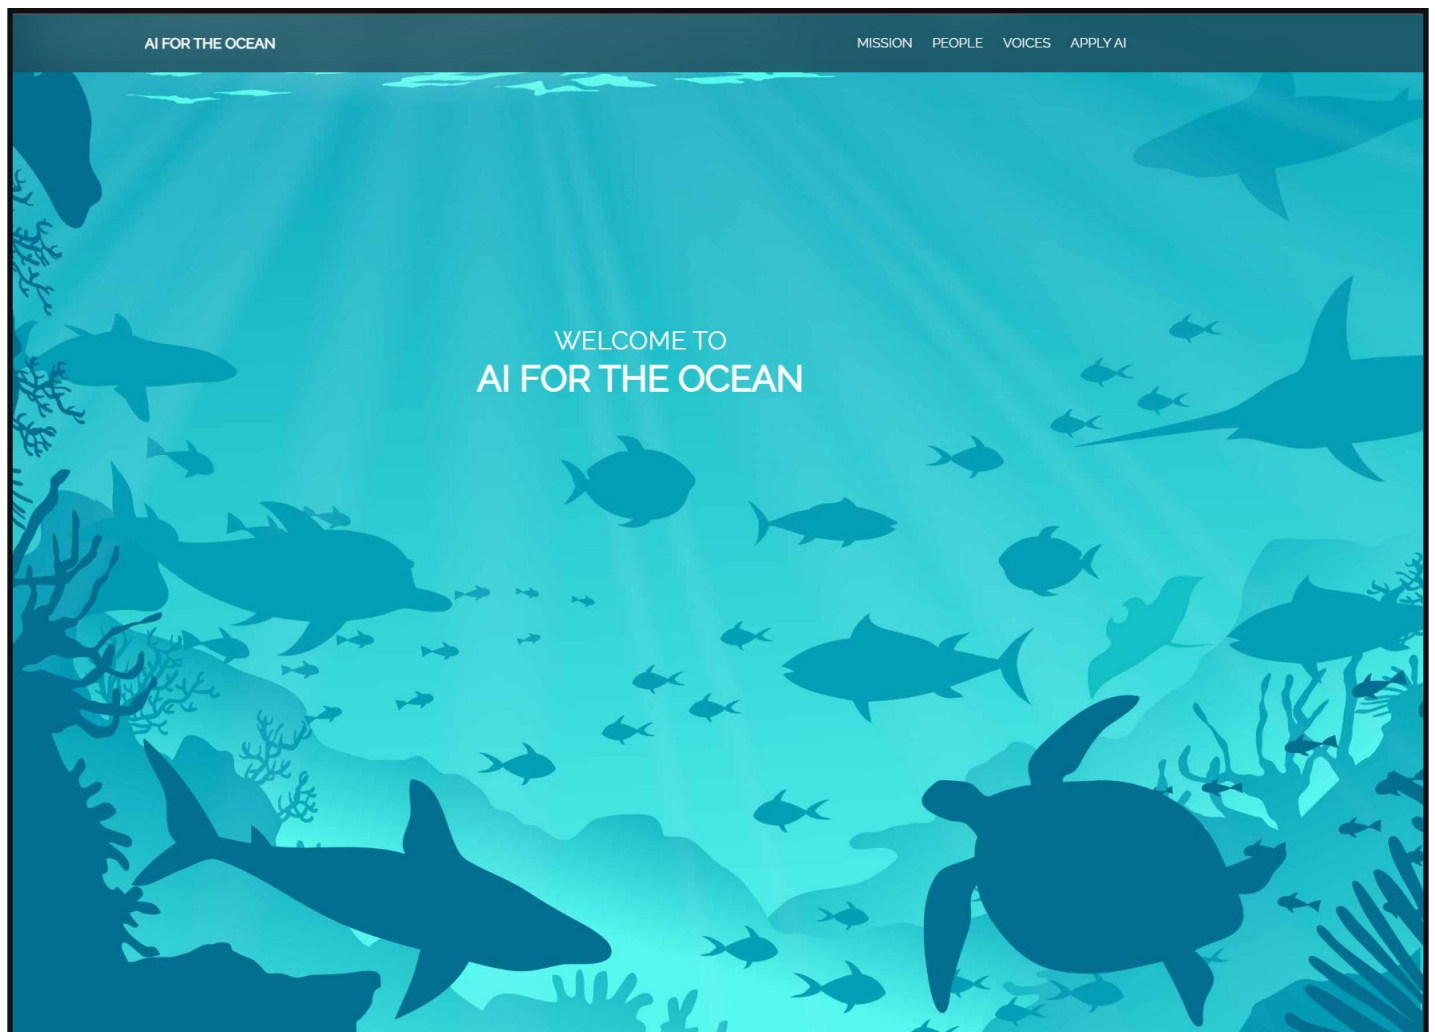 AI FOR THE OCEAN
MISSION PEOPLE VOICES APPLY AI
WELCOME TO
AI FOR THE OCEAN